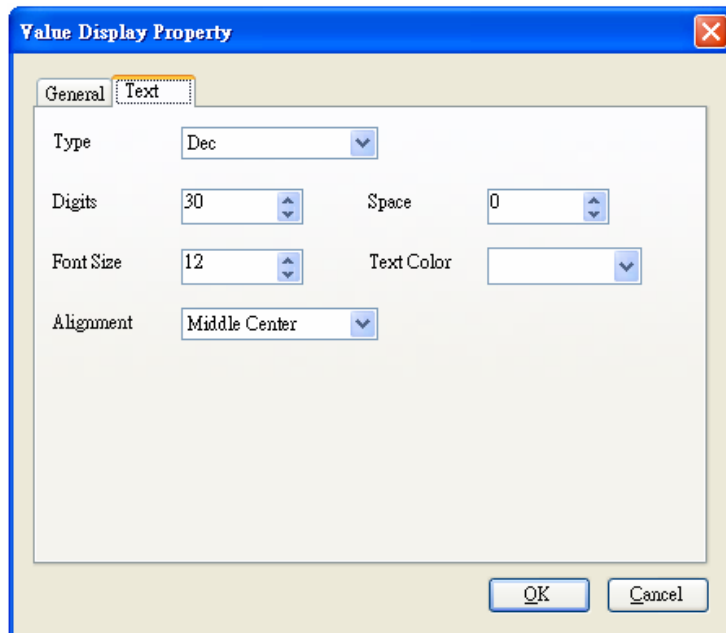 Value Display Property
General Text
Type Dec
Digits 30 Space 0
Font Size 12 Text Color
Alignment Middle Center
OK Cancel